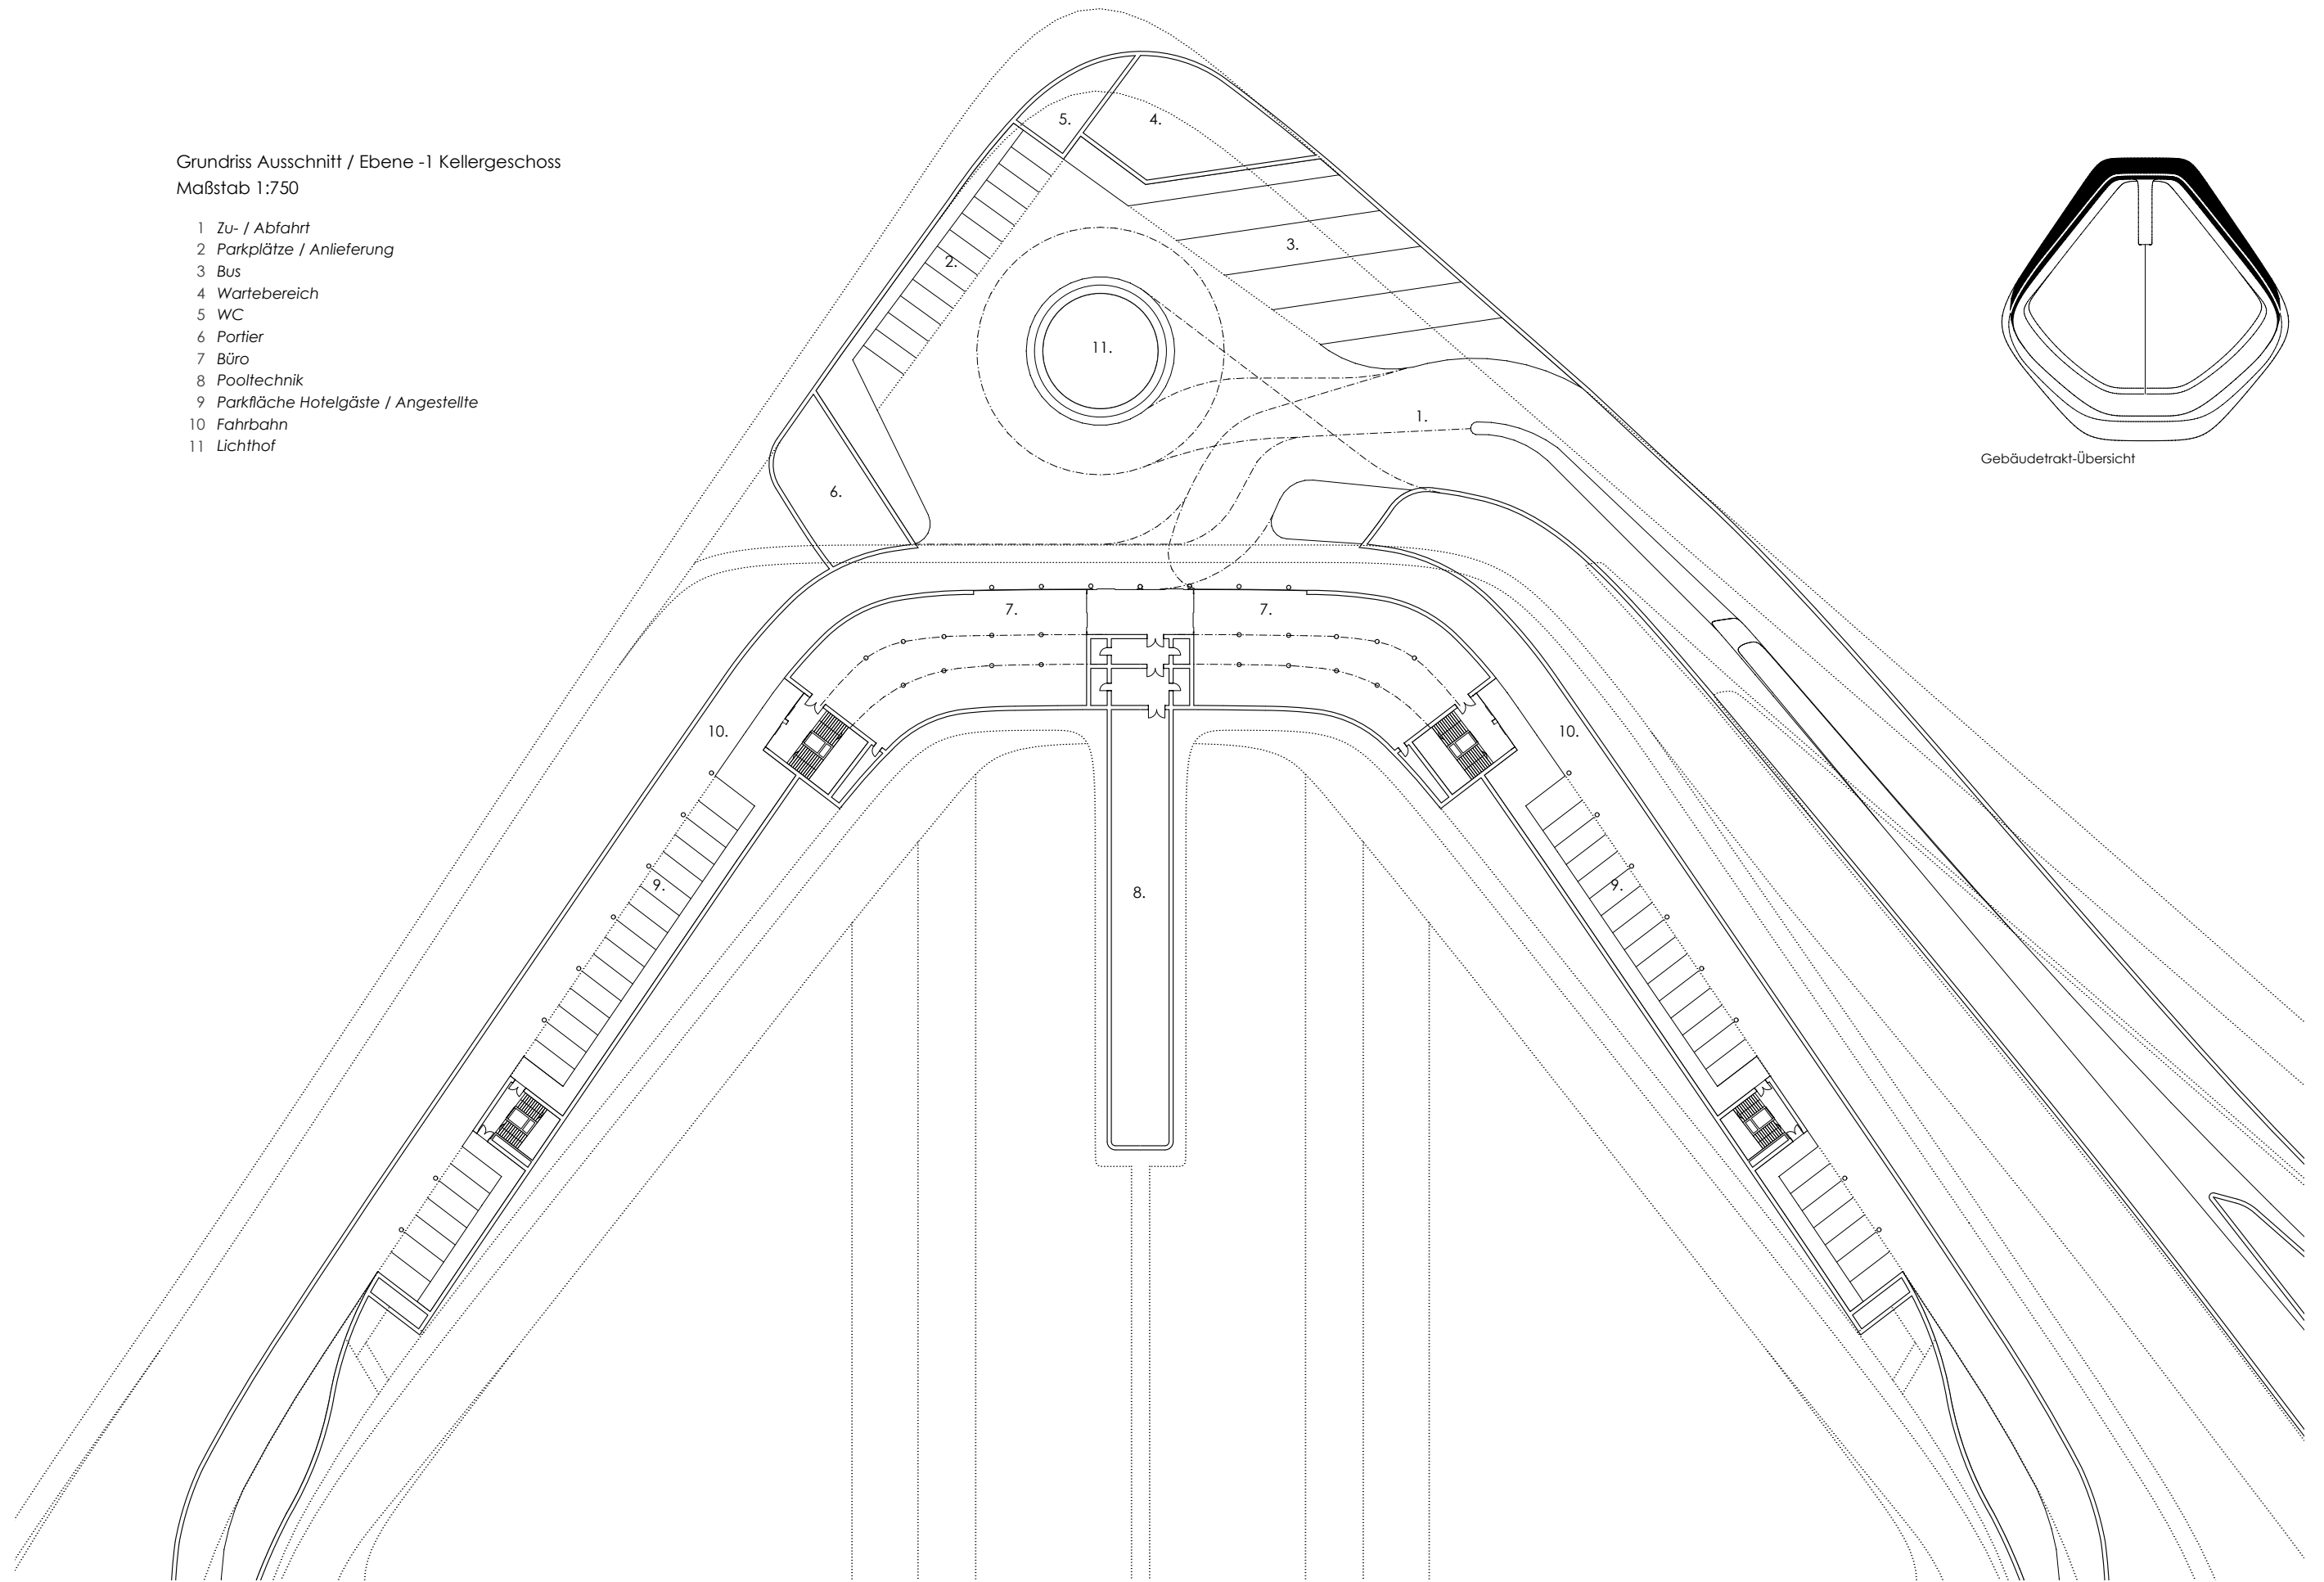 Grundriss Ausschnitt / Ebene -1 Kellergeschoss
Maßstab 1:750
1 Zu- / Abfahrt
2 Parkplätze / Anlieferung
3 Bus
4 Wartebereich
5 WC
6 Portier
7 Büro
8 Pooltechnik
9 Parkfläche Hotelgäste / Angestellte
10 Fahrbahn
11 Lichthof
5.
4.
3.
2.
11.
1.
Gebäudetrakt-Übersicht
6.
7.
7.
10.
10.
9.
8.
9.